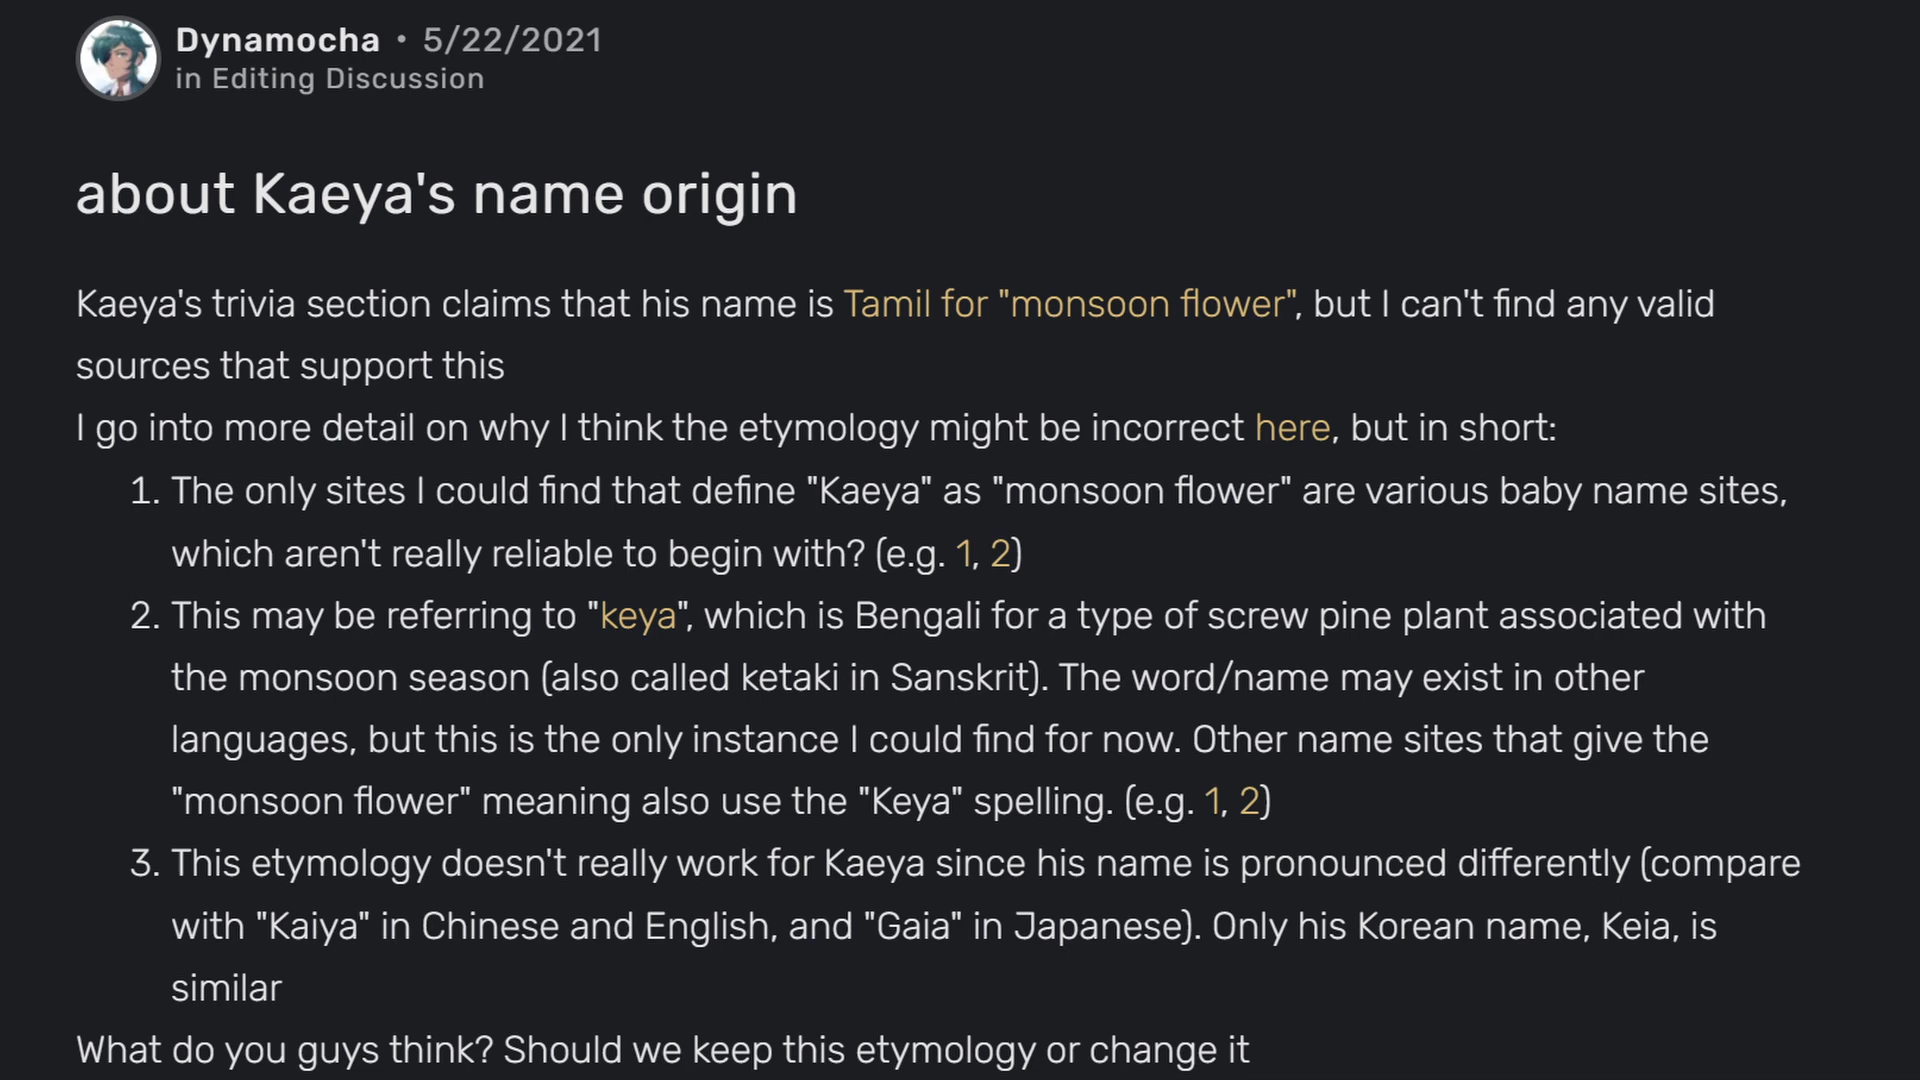 Dynamocha • 5/22/2021
in Editing Discussion
about Kaeya's name origin
Kaeya's trivia section claims that his name is Tamil for "monsoon flower", but I can't find any valid
sources that support this
I go into more detail on why I think the etymology might be incorrect here, but in short:
1. The only sites I could find that define "Kaeya" as "monsoon flower" are various baby name sites,
which aren't really reliable to begin with? (e.g. 1, 2)
2. This may be referring to "keya", which is Bengali for a type of screw pine plant associated with
the monsoon season (also called ketaki in Sanskrit). The word/name may exist in other
languages, but this is the only instance I could find for now. Other name sites that give the
"monsoon flower" meaning also use the "Keya" spelling. (e.g. 1, 2)
3. This etymology doesn't really work for Kaeya since his name is pronounced differently (compare
with "Kaiya" in Chinese and English, and "Gaia" in Japanese). Only his Korean name, Keia, is
similar
What do you guys think? Should we keep this etymology or change it